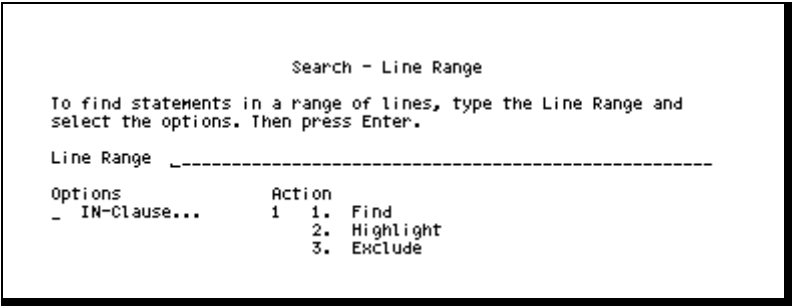 Search - Line Range
To find statements in a range of lines, type the Line Range and
select the options. Then press Enter.
Line Range _______________________________________________________
Options Action
_ IN-Clause... 1 1. Find
2. Highlight
3. Exclude